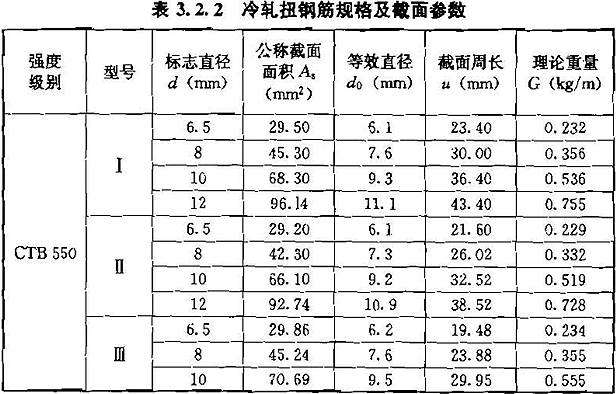 表 3.2.2 冷轧扭钢筋规格及截面参数
强度级别 型号 标志直径 d (mm) 公称截面面积 As (mm²) 等效直径 d0 (mm) 截面周长 u (mm) 理论重量 G (kg/m)
CTB 550 Ⅰ 6.5 29.50 6.1 23.40 0.232
8 45.30 7.6 30.00 0.356
10 68.30 9.3 36.40 0.536
12 96.14 11.1 43.40 0.755
Ⅱ 6.5 29.20 6.1 21.60 0.229
8 42.30 7.3 26.02 0.332
10 66.10 9.2 32.52 0.519
12 92.74 10.9 38.52 0.728
Ⅲ 6.5 29.86 6.2 19.48 0.234
8 45.24 7.6 23.88 0.355
10 70.69 9.5 29.95 0.555